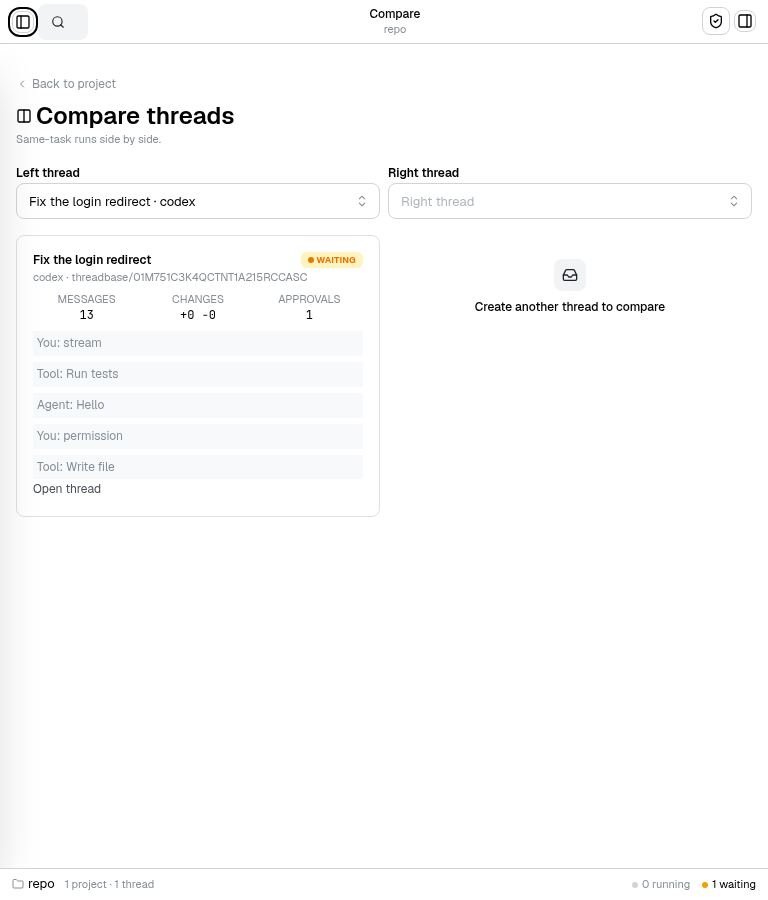 Compare
repo
Back to project
Compare threads
Same-task runs side by side.
Left thread
Right thread
Fix the login redirect · codex
Right thread
Fix the login redirect
WAITING
codex · threadbase/01M751C3K4QCTNT1A215RCCASC
MESSAGES
CHANGES
APPROVALS
13
+0 -0
1
You: stream
Tool: Run tests
Agent: Hello
You: permission
Tool: Write file
Open thread
Create another thread to compare
repo
1 project · 1 thread
0 running
1 waiting